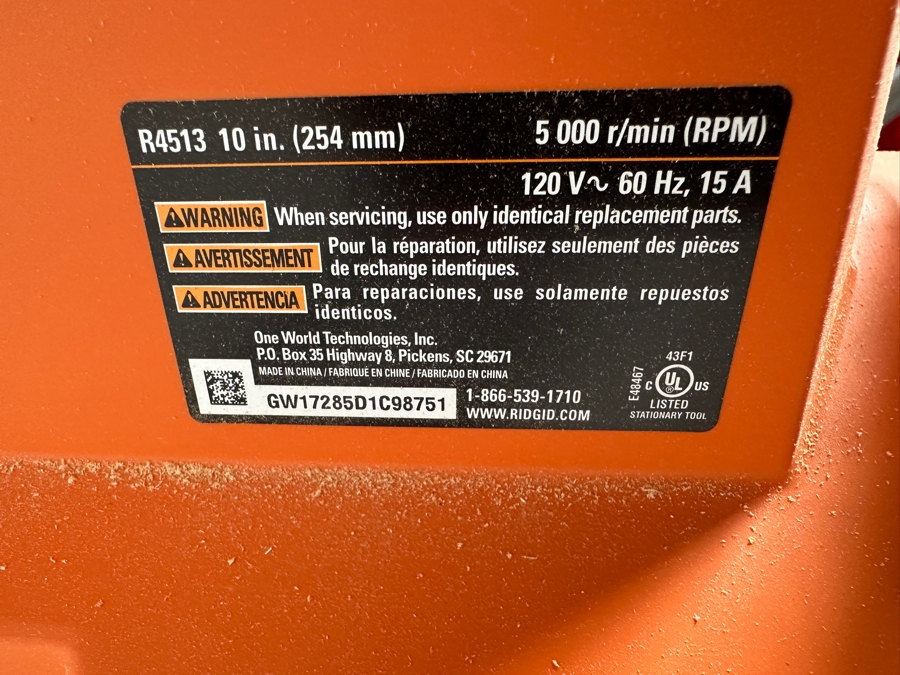 R4513 10 in. (254 mm) 5 000 r/min (RPM)
120 V~ 60 Hz, 15 A
WARNING When servicing, use only identical replacement parts.
AVERTISSEMENT Pour la réparation, utilisez seulement des pièces
de rechange identiques.
ADVERTENCIA Para reparaciones, use solamente repuestos
identicos.
One World Technologies, Inc.
P.O. Box 35 Highway 8, Pickens, SC 29671
MADE IN CHINA / FABRIQUÉ EN CHINE / FABRICADO EN CHINA
GW17285D1C98751
1-866-539-1710
WWW.RIDGID.COM
E48467
43F1
C UL US
LISTED
STATIONARY TOOL